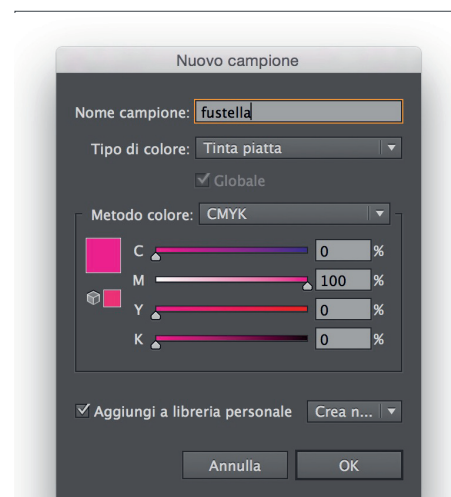 Nuovo campione
Nome campione: fustella
Tipo di colore: Tinta piatta
Globale
Metodo colore: CMYK
C 0 %
M 100 %
Y 0 %
K 0 %
Aggiungi a libreria personale Crea n...
Annulla OK